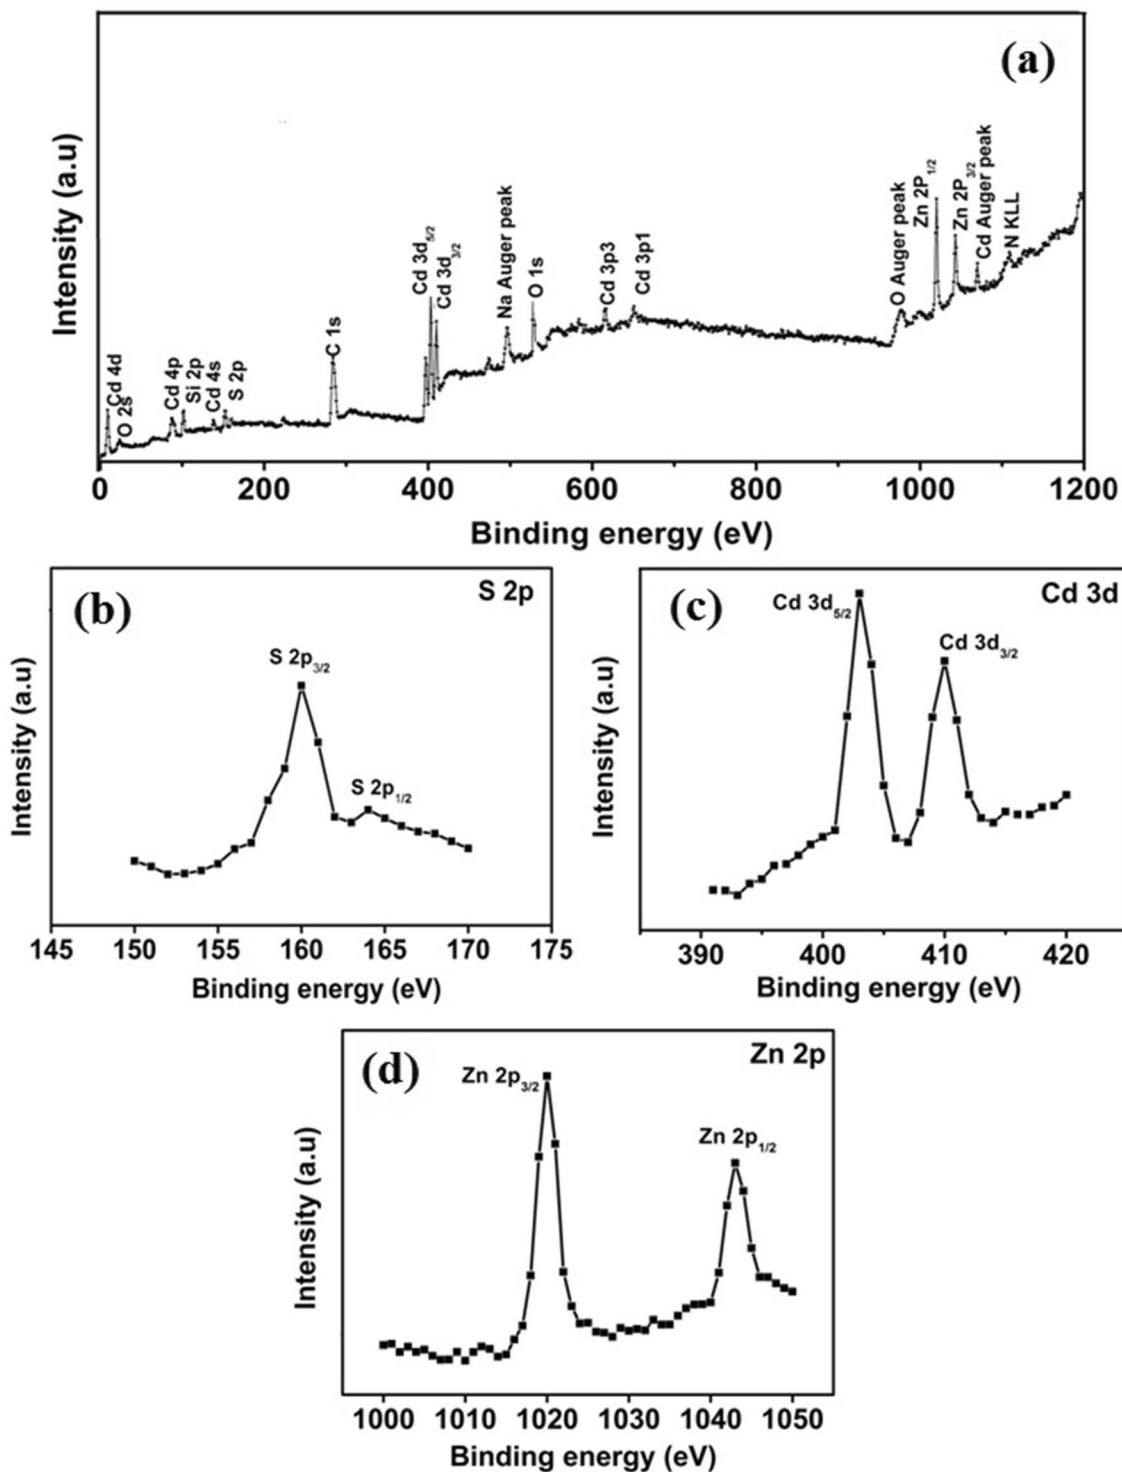 (a)
Intensity (a.u)
Cd 4d
O 2s
Cd 4p
Si 2p
Cd 4s
S 2p
C 1s
Cd 3d5/2
Cd 3d3/2
Na Auger peak
O 1s
Cd 3p3
Cd 3p1
O Auger peak
Zn 2P1/2
Zn 2P3/2
Cd Auger peak
N KLL
0 200 400 600 800 1000 1200
Binding energy (eV)
(b)
S 2p
Intensity (a.u)
S 2p3/2
S 2p1/2
145 150 155 160 165 170 175
Binding energy (eV)
(c)
Cd 3d
Intensity (a.u)
Cd 3d5/2
Cd 3d3/2
390 400 410 420
Binding energy (eV)
(d)
Zn 2p
Intensity (a.u)
Zn 2p3/2
Zn 2p1/2
1000 1010 1020 1030 1040 1050
Binding energy (eV)